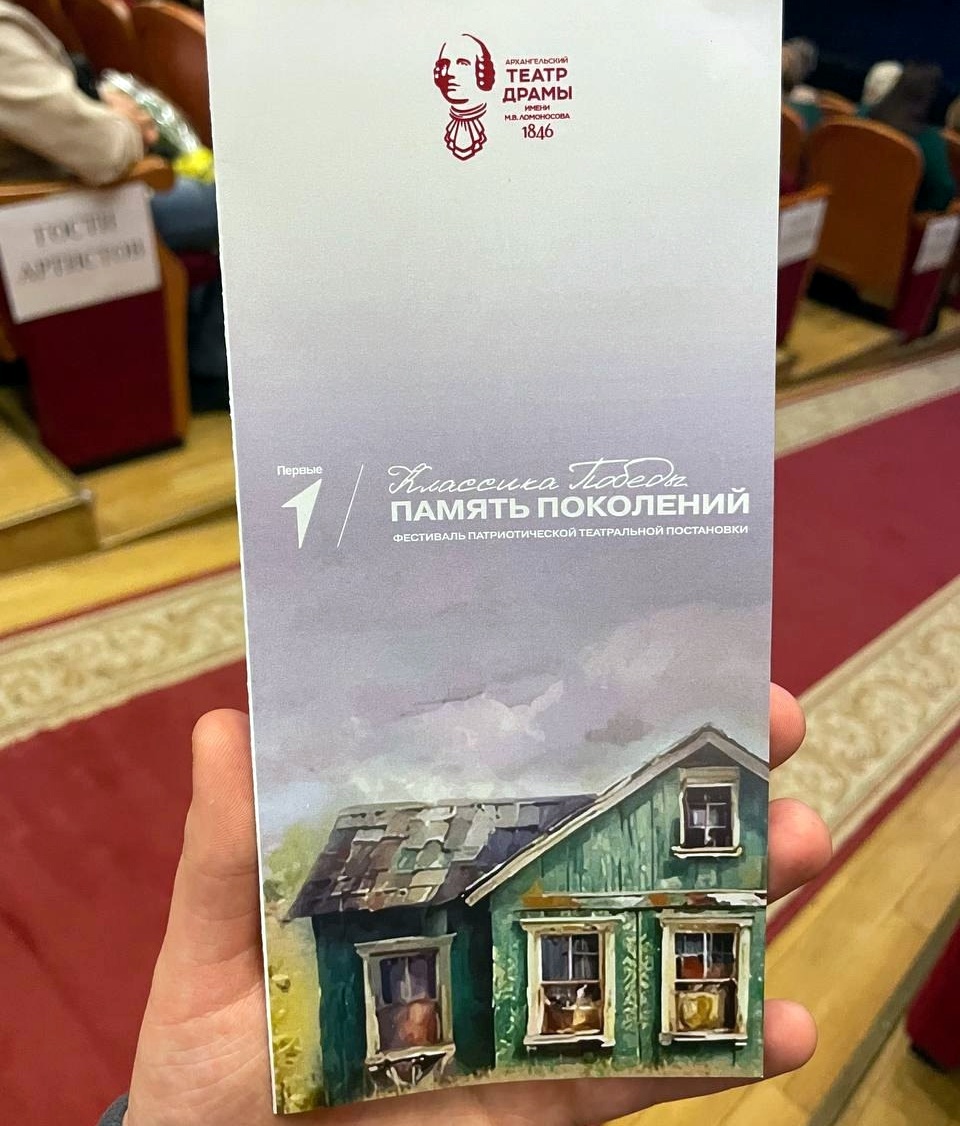 АРХАНГЕЛЬСКИЙ
ТЕАТР
ДРАМЫ
ИМЕНИ
М.В. ЛОМОНОСОВА
1846
ГОСТИ
АРТИСТОВ
Первые
Классика Победы
ПАМЯТЬ ПОКОЛЕНИЙ
ФЕСТИВАЛЬ ПАТРИОТИЧЕСКОЙ ТЕАТРАЛЬНОЙ ПОСТАНОВКИ